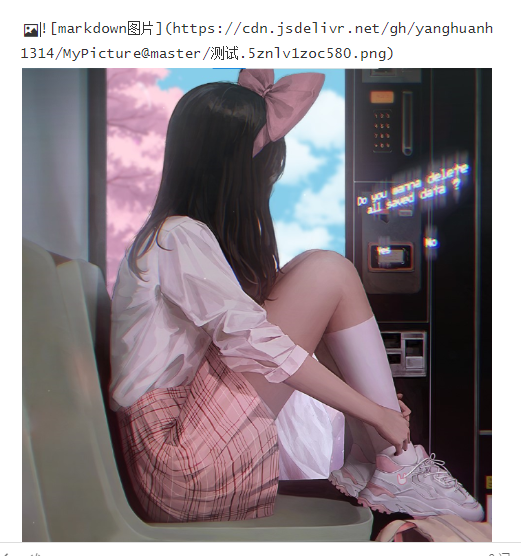 ![markdown图片](https://cdn.jsdelivr.net/gh/yanghuanh
1314/MyPicture@master/测试.5znlv1zoc580.png)
Do you wanna delete
all saved data ?
Yes No